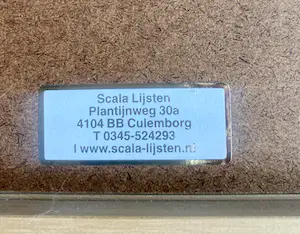 Scala Lijsten
Plantijnweg 30a
4104 BB Culemborg
T 0345-524293
I www.scala-lijsten.nl